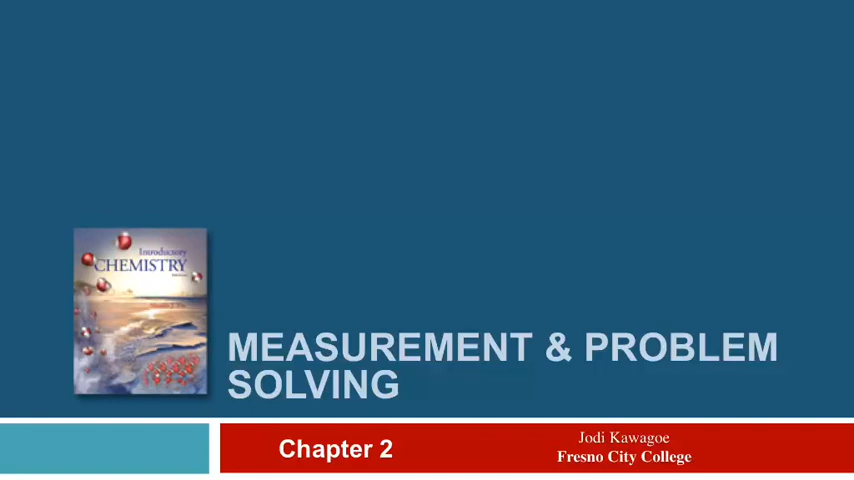 Introductory
CHEMISTRY
MEASUREMENT & PROBLEM
SOLVING
Chapter 2
Jodi Kawagoe
Fresno City College